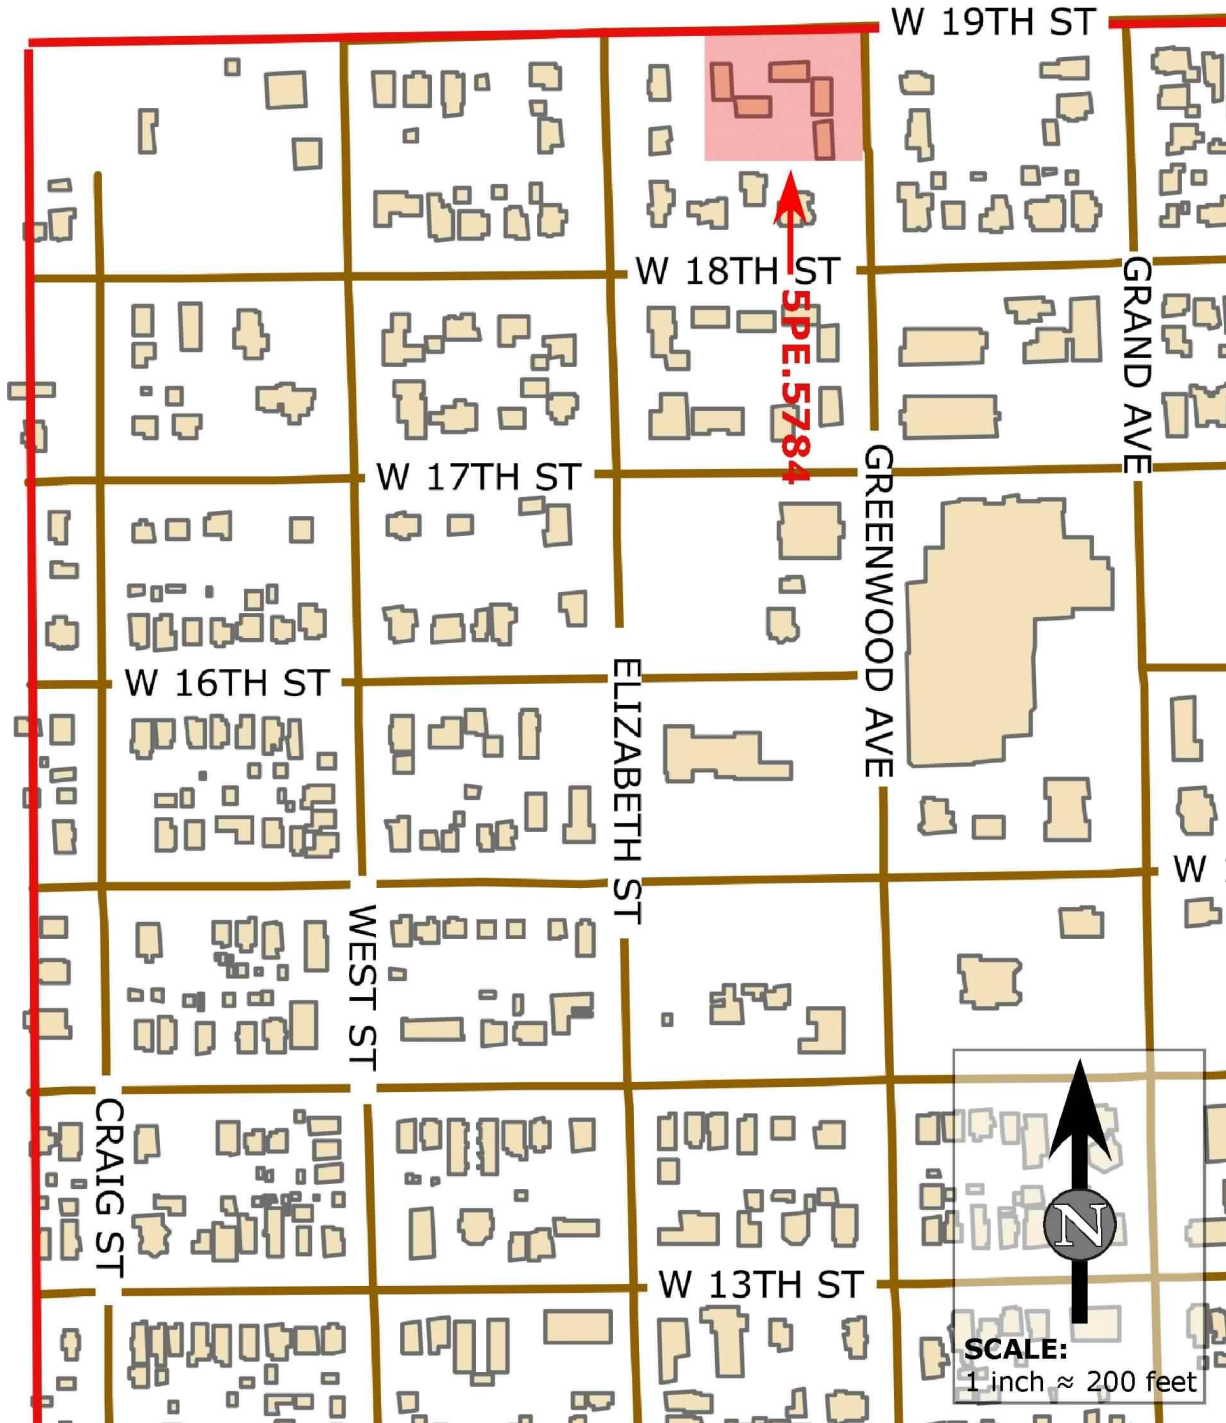 W 19TH ST
W 18TH ST
5PE.5784
GRAND AVE
W 17TH ST
GREENWOOD AVE
W 16TH ST
ELIZABETH ST
W
WEST ST
CRAIG ST
N
W 13TH ST
SCALE:
1 inch ≈ 200 feet